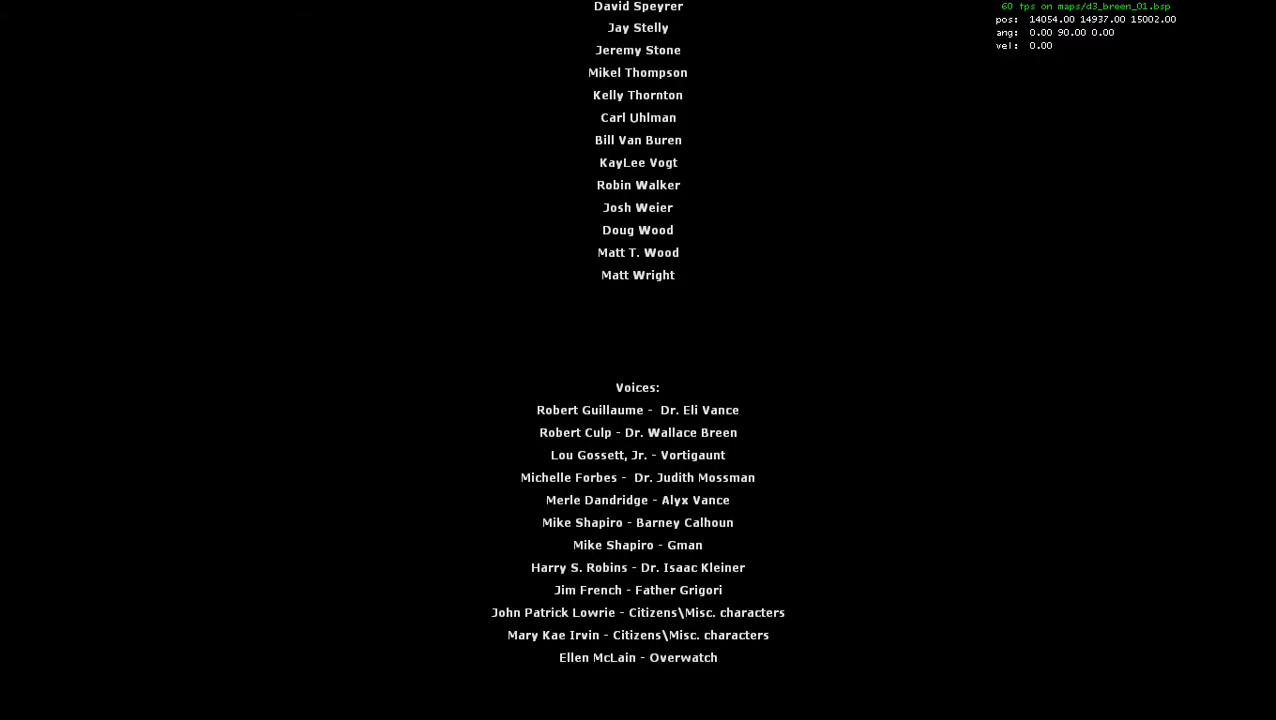 David Speyrer
60 fps on maps/d3_breen_01.bsp
pos: 14054.00 14937.00 15002.00
ang: 0.00 90.00 0.00
vel: 0.00
Jay Stelly
Jeremy Stone
Mikel Thompson
Kelly Thornton
Carl Uhlman
Bill Van Buren
KayLee Vogt
Robin Walker
Josh Weier
Doug Wood
Matt T. Wood
Matt Wright
Voices:
Robert Guillaume - Dr. Eli Vance
Robert Culp - Dr. Wallace Breen
Lou Gossett, Jr. - Vortigaunt
Michelle Forbes - Dr. Judith Mossman
Merle Dandridge - Alyx Vance
Mike Shapiro - Barney Calhoun
Mike Shapiro - Gman
Harry S. Robins - Dr. Isaac Kleiner
Jim French - Father Grigori
John Patrick Lowrie - Citizens\Misc. characters
Mary Kae Irvin - Citizens\Misc. characters
Ellen McLain - Overwatch